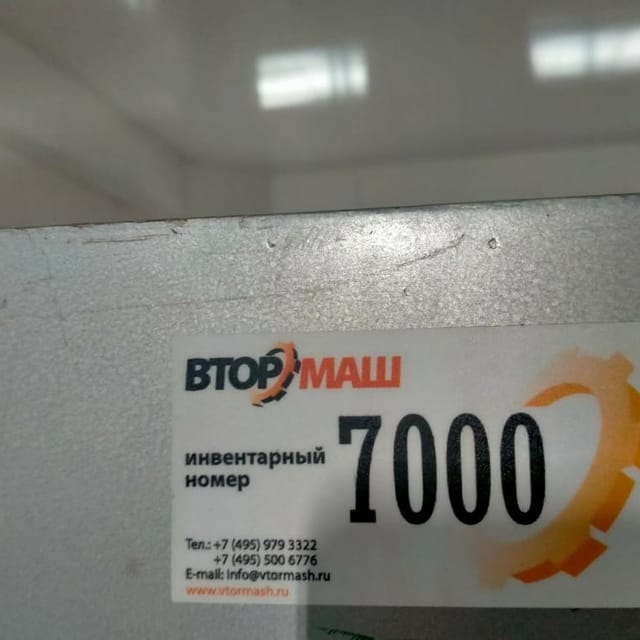 ВТОРМАШ
инвентарный
номер
7000
Тел.: +7 (495) 979 3322
+7 (495) 500 6776
E-mail: info@vtormash.ru
www.vtormash.ru